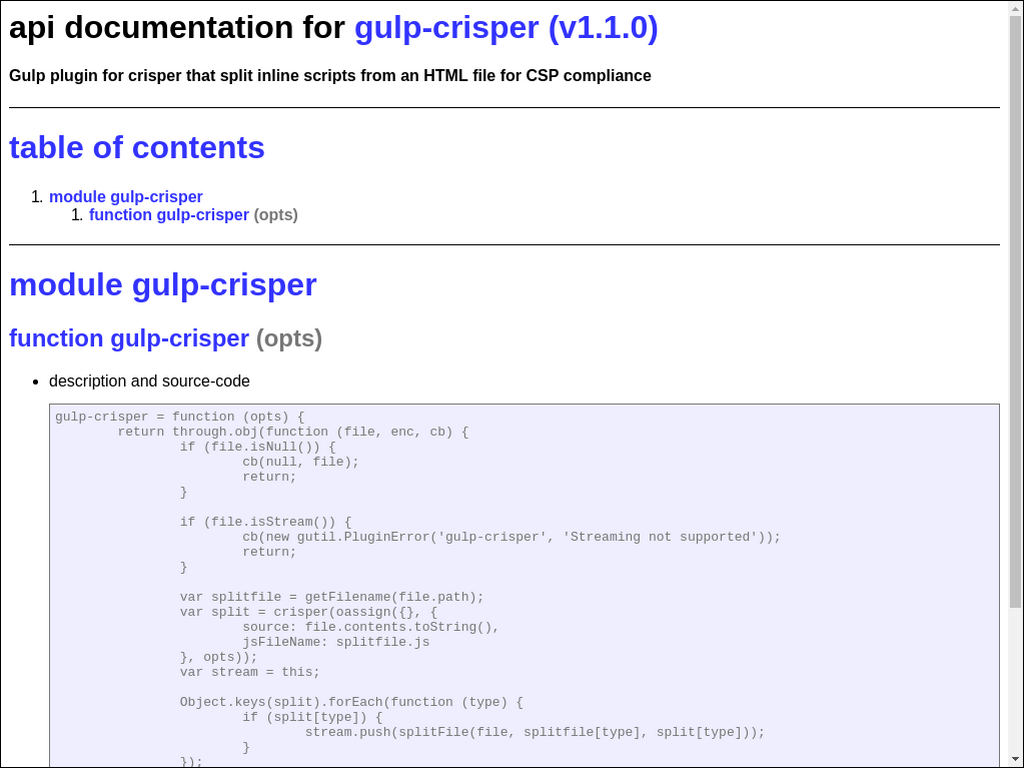 api documentation for gulp-crisper (v1.1.0)
Gulp plugin for crisper that split inline scripts from an HTML file for CSP compliance
table of contents
1. module gulp-crisper
1. function gulp-crisper (opts)
module gulp-crisper
function gulp-crisper (opts)
• description and source-code
gulp-crisper = function (opts) {
        return through.obj(function (file, enc, cb) {
                if (file.isNull()) {
                        cb(null, file);
                        return;
                }
                if (file.isStream()) {
                        cb(new gutil.PluginError('gulp-crisper', 'Streaming not supported'));
                        return;
                }
                var splitfile = getFilename(file.path);
                var split = crisper(oassign({}, {
                        source: file.contents.toString(),
                        jsFileName: splitfile.js
                }, opts));
                var stream = this;
                Object.keys(split).forEach(function (type) {
                        if (split[type]) {
                                stream.push(splitFile(file, splitfile[type], split[type]));
                        }
                });